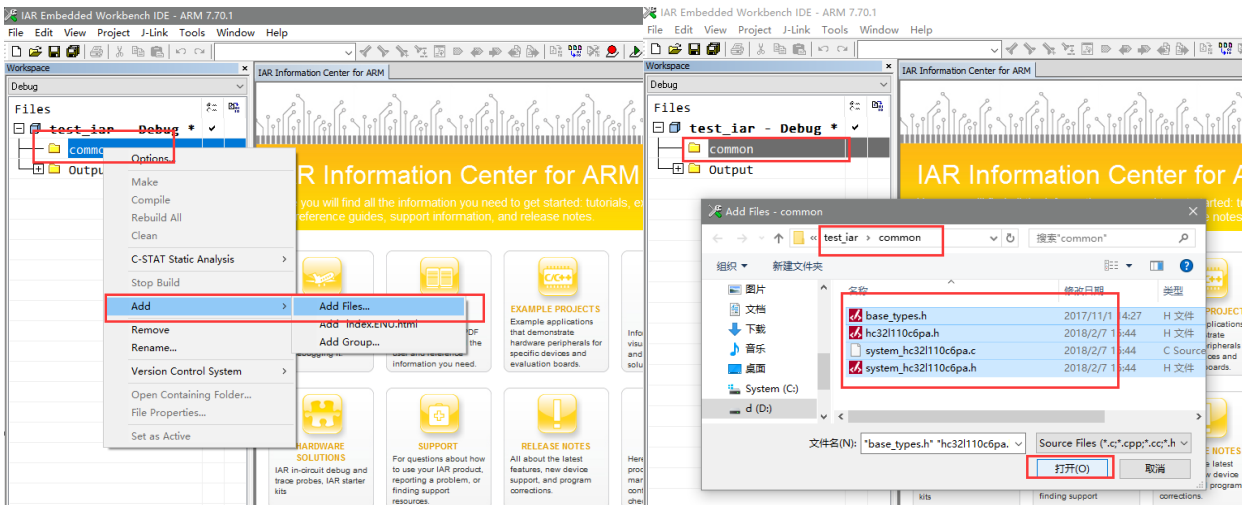 IAR Embedded Workbench IDE - ARM 7.70.1
File Edit View Project J-Link Tools Window Help
Workspace
Debug
Files
test_iar - Debug *
Options...
Make
Compile
Rebuild All
Clean
C-STAT Static Analysis
Stop Build
Add
Remove
Rename...
Version Control System
Open Containing Folder...
File Properties...
Set as Active
Add Files...
Add "Index.ENU.html"
Add Group...
IAR Information Center for ARM
R Information Center for ARM
you will find all the information you need to get started: tutorials,
reference guides, support information, and release notes.
user and reference
information you need.
EXAMPLE PROJECTS
Example applications
that demonstrate
hardware peripherals for
specific devices and
evaluation boards.
HARDWARE
SOLUTIONS
IAR in-circuit debug and
trace probes, IAR starter
kits
SUPPORT
For questions about how
to use your IAR product,
reporting a problem, or
finding support
resources.
RELEASE NOTES
All about the latest
features, new device
support, and program
corrections.
IAR Embedded Workbench IDE - ARM 7.70.1
File Edit View Project J-Link Tools Window Help
Workspace
Debug
Files
test_iar - Debug *
common
Output
IAR Information Center for ARM
IAR Information Center for
Add Files - common
« test_iar › common
搜索"common"
组织 新建文件夹
图片
文档
下载
音乐
桌面
System (C:)
d (D:)
名称 修改日期 类型
base_types.h 2017/11/1 14:27 H 文件
hc32l110c6pa.h 2018/2/7 15:44 H 文件
system_hc32l110c6pa.c 2018/2/7 15:44 C Source
system_hc32l110c6pa.h 2018/2/7 15:44 H 文件
文件名(N): "base_types.h" "hc32l110c6pa. Source Files (*.c;*.cpp;*.cc;*.h
打开(O) 取消
kits
finding support
corrections.